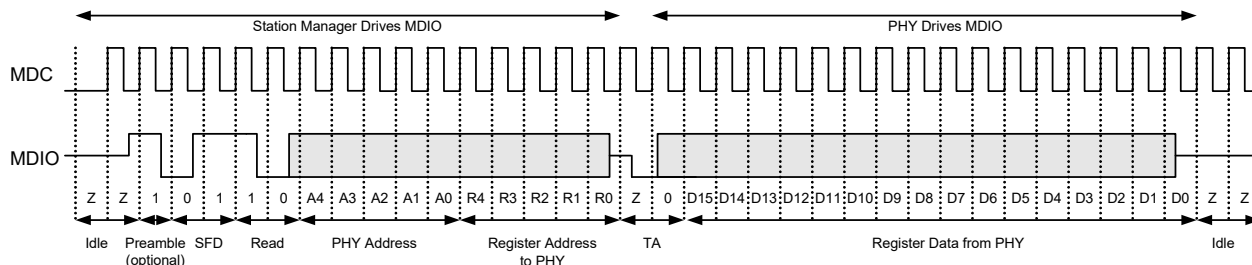 Station Manager Drives MDIO PHY Drives MDIO
MDC
MDIO
Z Z 1 0 1 1 0 A4 A3 A2 A1 A0 R4 R3 R2 R1 R0 Z 0 D15 D14 D13 D12 D11 D10 D9 D8 D7 D6 D5 D4 D3 D2 D1 D0 Z Z
Idle Preamble SFD Read PHY Address Register Address TA Register Data from PHY Idle
(optional) to PHY